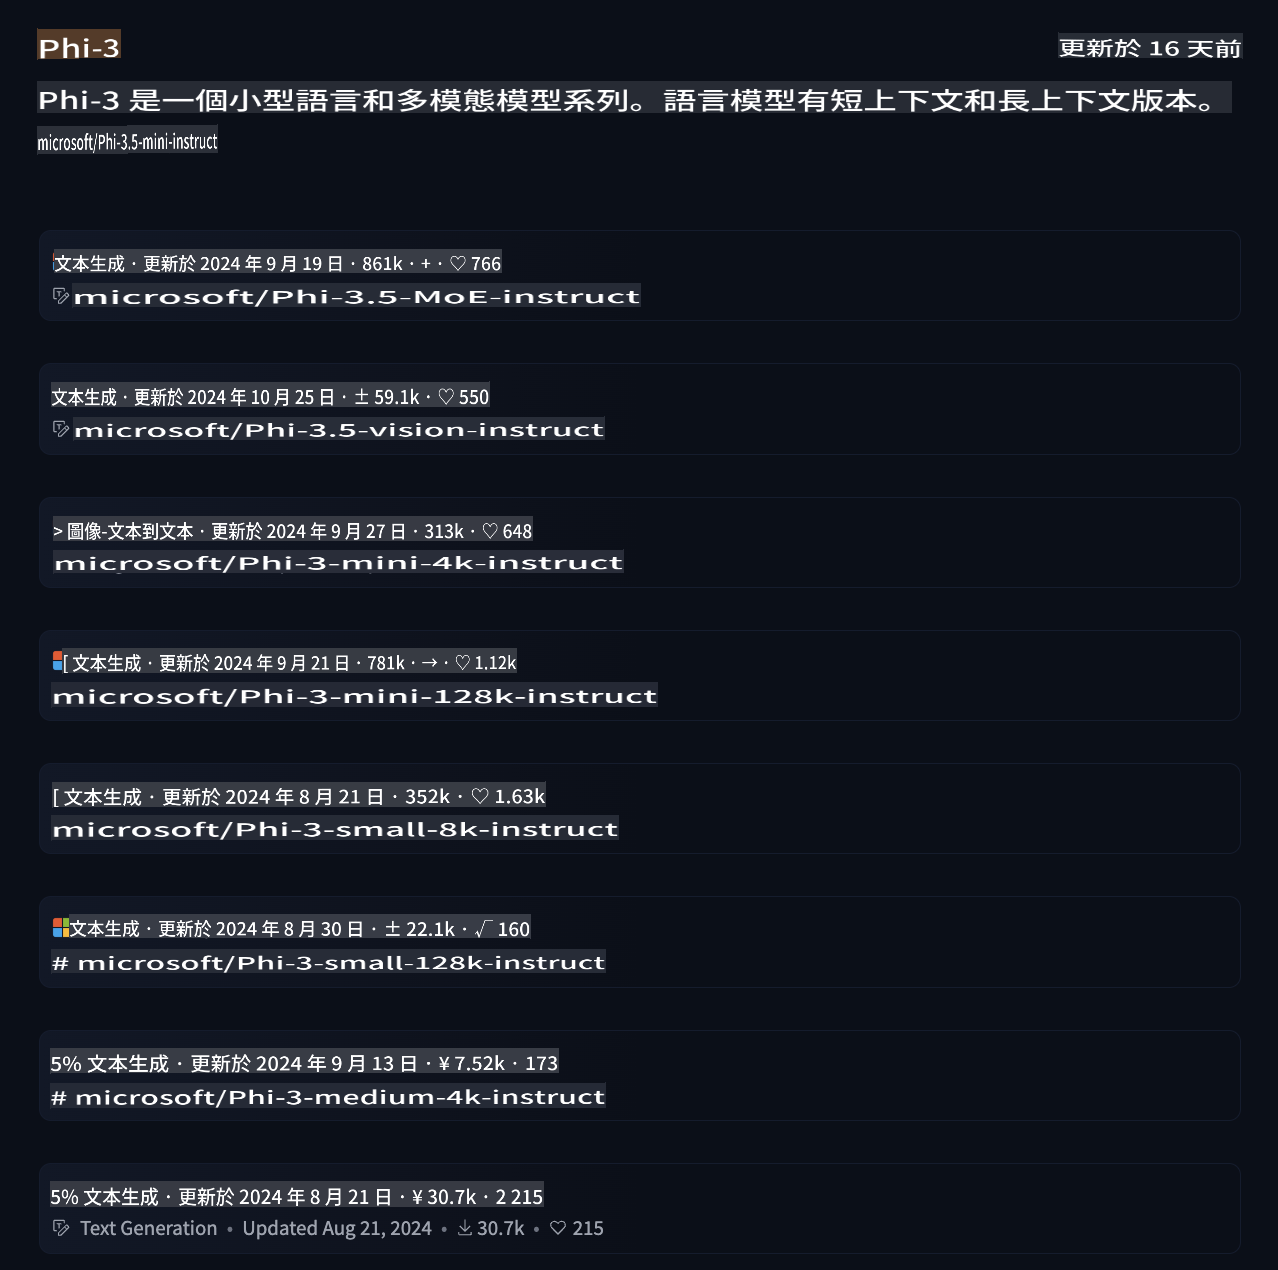 Phi-3
更新於 16 天前
Phi-3 是一個小型語言和多模態模型系列。語言模型有短上下文和長上下文版本。
microsoft/Phi-3.5-mini-instruct
文本生成 · 更新於 2024 年 9 月 19 日 · 861k · + · ♡ 766
microsoft/Phi-3.5-MoE-instruct
文本生成 · 更新於 2024 年 10 月 25 日 · ± 59.1k · ♡ 550
microsoft/Phi-3.5-vision-instruct
> 圖像-文本到文本 · 更新於 2024 年 9 月 27 日 · 313k · ♡ 648
microsoft/Phi-3-mini-4k-instruct
[ 文本生成 · 更新於 2024 年 9 月 21 日 · 781k · → · ♡ 1.12k
microsoft/Phi-3-mini-128k-instruct
[ 文本生成 · 更新於 2024 年 8 月 21 日 · 352k · ♡ 1.63k
microsoft/Phi-3-small-8k-instruct
文本生成 · 更新於 2024 年 8 月 30 日 · ± 22.1k · √ 160
# microsoft/Phi-3-small-128k-instruct
5% 文本生成 · 更新於 2024 年 9 月 13 日 · ¥ 7.52k · 173
# microsoft/Phi-3-medium-4k-instruct
5% 文本生成 · 更新於 2024 年 8 月 21 日 · ¥ 30.7k · 2 215
Text Generation • Updated Aug 21, 2024 • 30.7k • ♡ 215